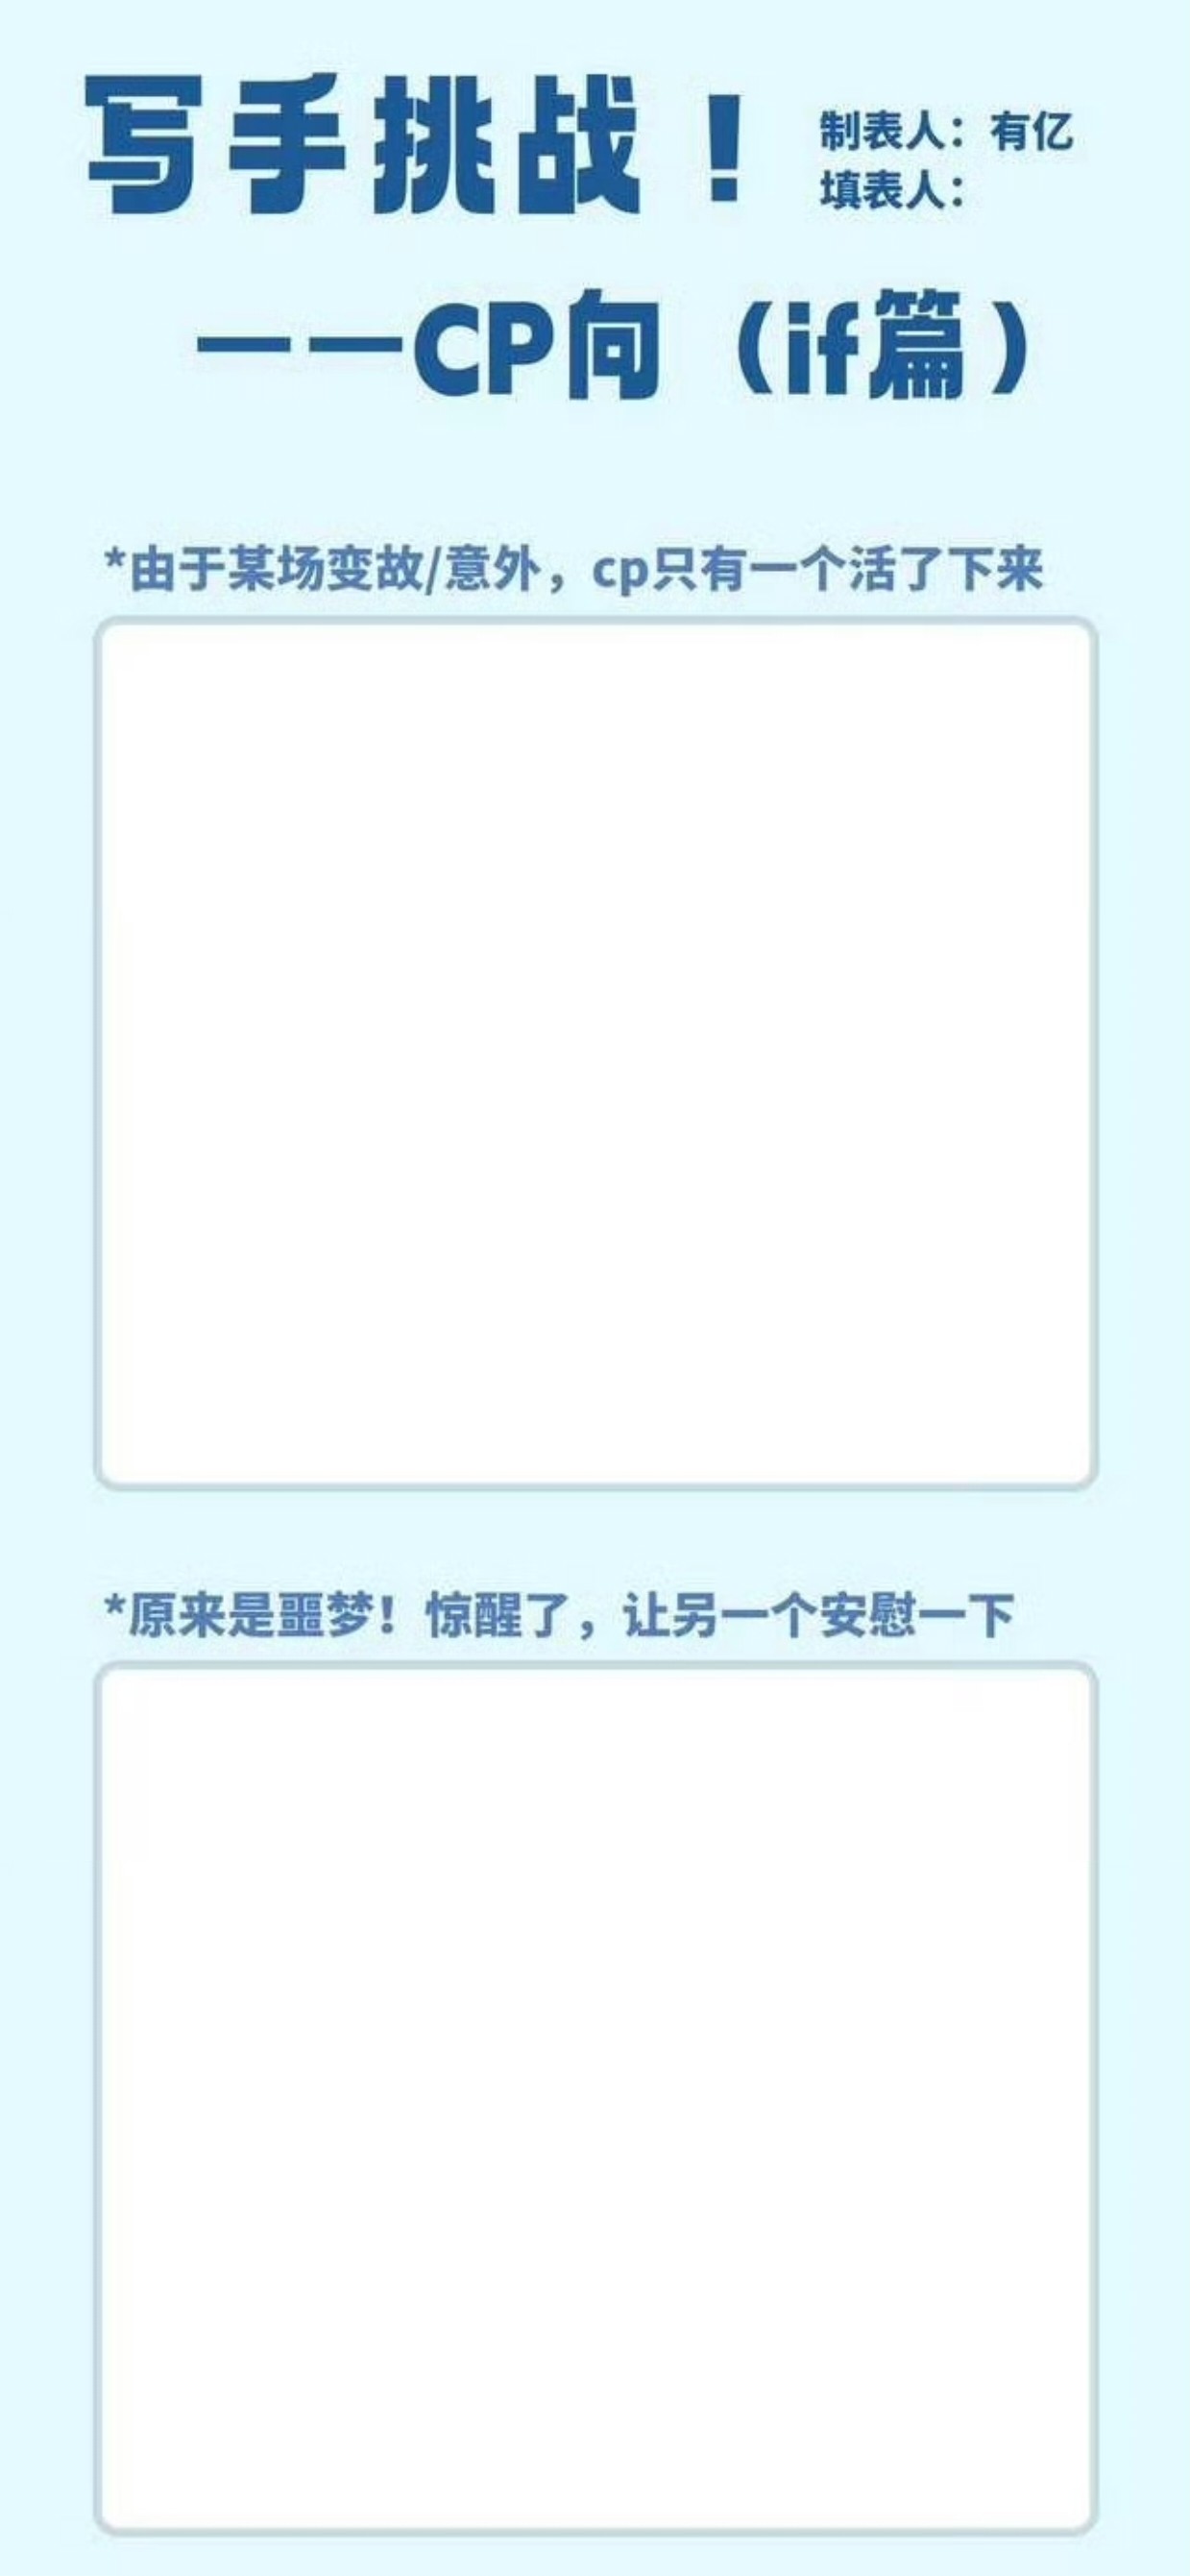 写手挑战！
制表人：有亿
填表人：
——CP向（if篇）
*由于某场变故/意外，cp只有一个活了下来
*原来是噩梦！惊醒了，让另一个安慰一下